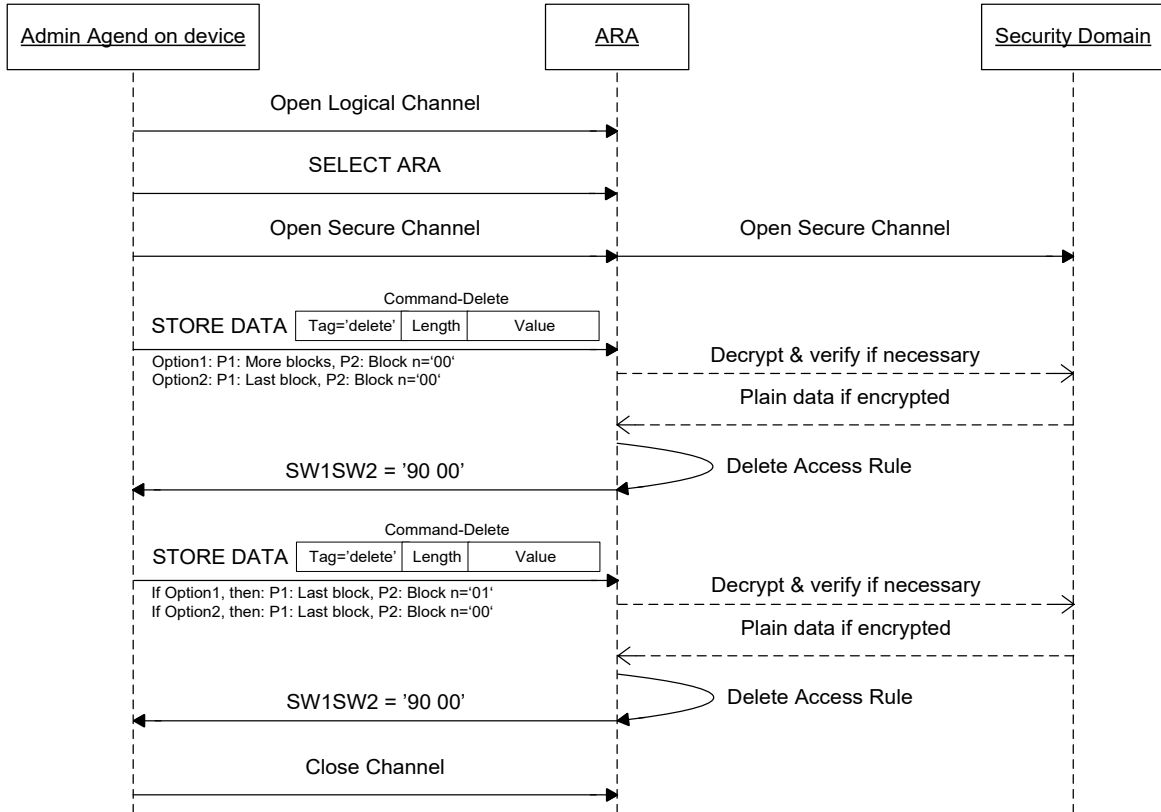 Admin Agend on device
ARA
Security Domain
Open Logical Channel
SELECT ARA
Open Secure Channel
Open Secure Channel
Command-Delete
STORE DATA Tag='delete' Length Value
Option1: P1: More blocks, P2: Block n='00'
Option2: P1: Last block, P2: Block n='00'
Decrypt & verify if necessary
Plain data if encrypted
Delete Access Rule
SW1SW2 = '90 00'
Command-Delete
STORE DATA Tag='delete' Length Value
If Option1, then: P1: Last block, P2: Block n='01'
If Option2, then: P1: Last block, P2: Block n='00'
Decrypt & verify if necessary
Plain data if encrypted
Delete Access Rule
SW1SW2 = '90 00'
Close Channel